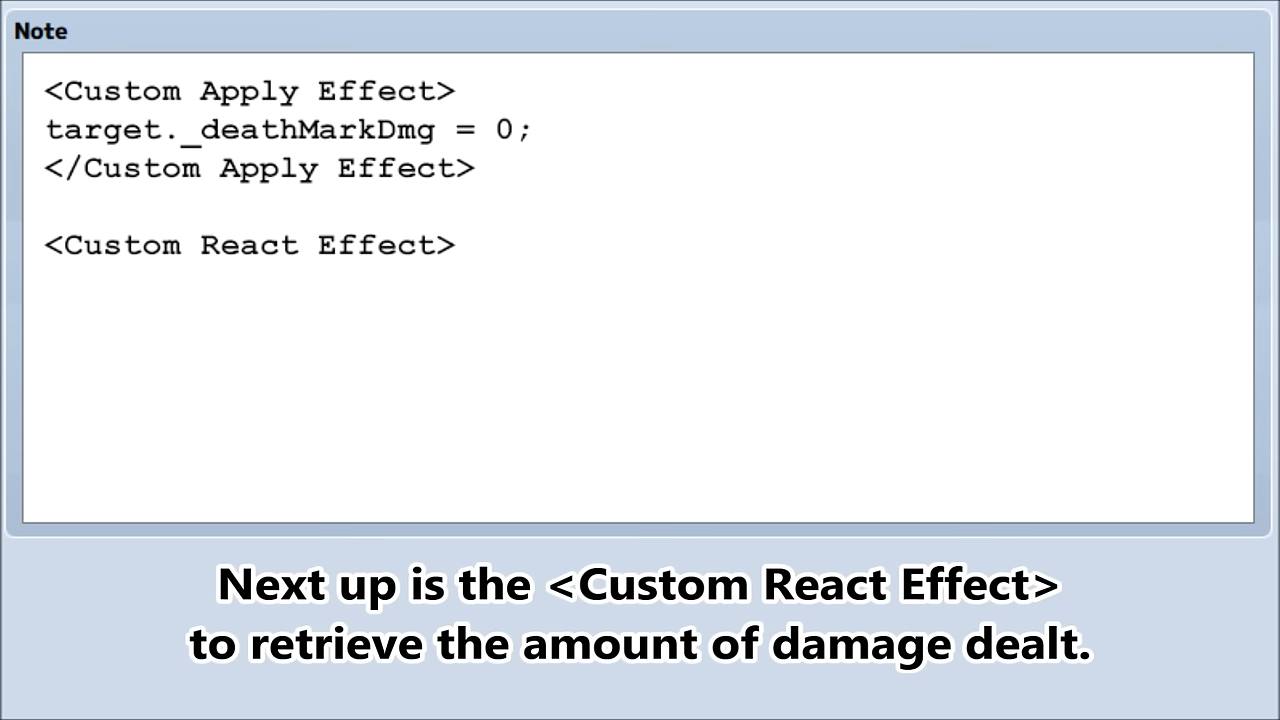 Note
<Custom Apply Effect>
target._deathMarkDmg = 0;
</Custom Apply Effect>
<Custom React Effect>
Next up is the <Custom React Effect>
to retrieve the amount of damage dealt.